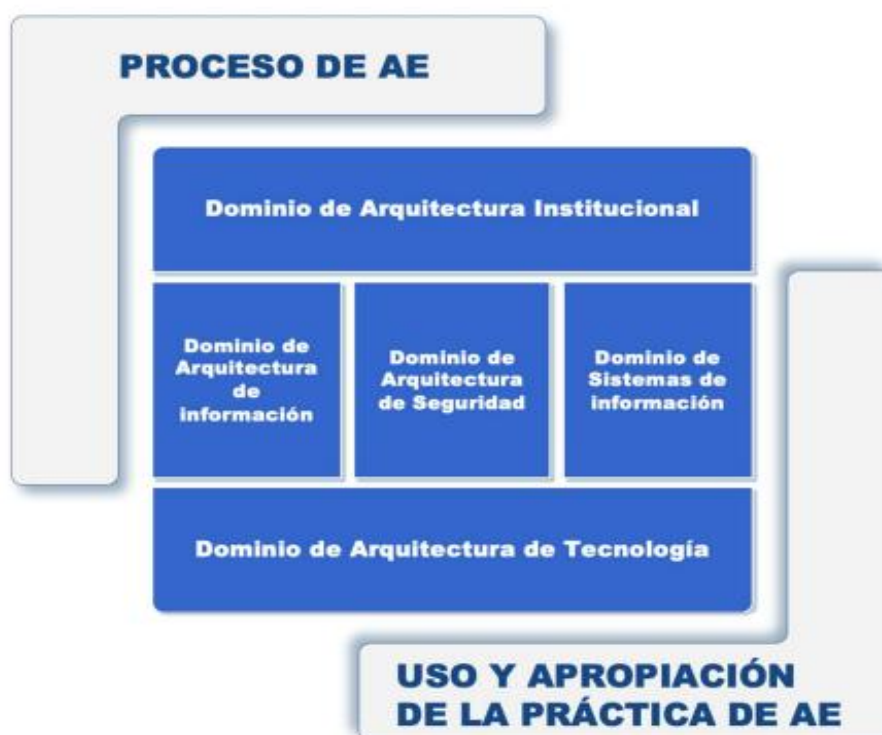 PROCESO DE AE
Dominio de Arquitectura Institucional
Dominio de
Arquitectura
de
información
Dominio de
Arquitectura
de Seguridad
Dominio de
Sistemas de
información
Dominio de Arquitectura de Tecnología
USO Y APROPIACIÓN
DE LA PRÁCTICA DE AE